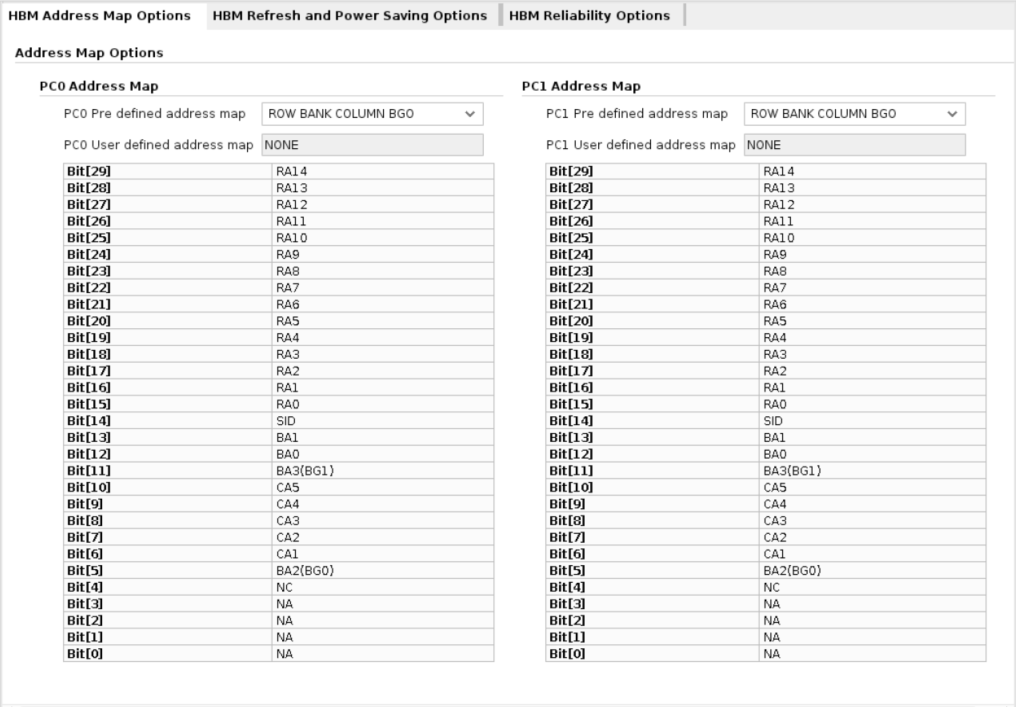 HBM Address Map Options HBM Refresh and Power Saving Options HBM Reliability Options
Address Map Options
PC0 Address Map PC1 Address Map
PC0 Pre defined address map ROW BANK COLUMN BGO PC1 Pre defined address map ROW BANK COLUMN BGO
PC0 User defined address map NONE PC1 User defined address map NONE
Bit[29] RA14 Bit[29] RA14
Bit[28] RA13 Bit[28] RA13
Bit[27] RA12 Bit[27] RA12
Bit[26] RA11 Bit[26] RA11
Bit[25] RA10 Bit[25] RA10
Bit[24] RA9 Bit[24] RA9
Bit[23] RA8 Bit[23] RA8
Bit[22] RA7 Bit[22] RA7
Bit[21] RA6 Bit[21] RA6
Bit[20] RA5 Bit[20] RA5
Bit[19] RA4 Bit[19] RA4
Bit[18] RA3 Bit[18] RA3
Bit[17] RA2 Bit[17] RA2
Bit[16] RA1 Bit[16] RA1
Bit[15] RA0 Bit[15] RA0
Bit[14] SID Bit[14] SID
Bit[13] BA1 Bit[13] BA1
Bit[12] BA0 Bit[12] BA0
Bit[11] BA3(BG1) Bit[11] BA3(BG1)
Bit[10] CA5 Bit[10] CA5
Bit[9] CA4 Bit[9] CA4
Bit[8] CA3 Bit[8] CA3
Bit[7] CA2 Bit[7] CA2
Bit[6] CA1 Bit[6] CA1
Bit[5] BA2(BG0) Bit[5] BA2(BG0)
Bit[4] NC Bit[4] NC
Bit[3] NA Bit[3] NA
Bit[2] NA Bit[2] NA
Bit[1] NA Bit[1] NA
Bit[0] NA Bit[0] NA